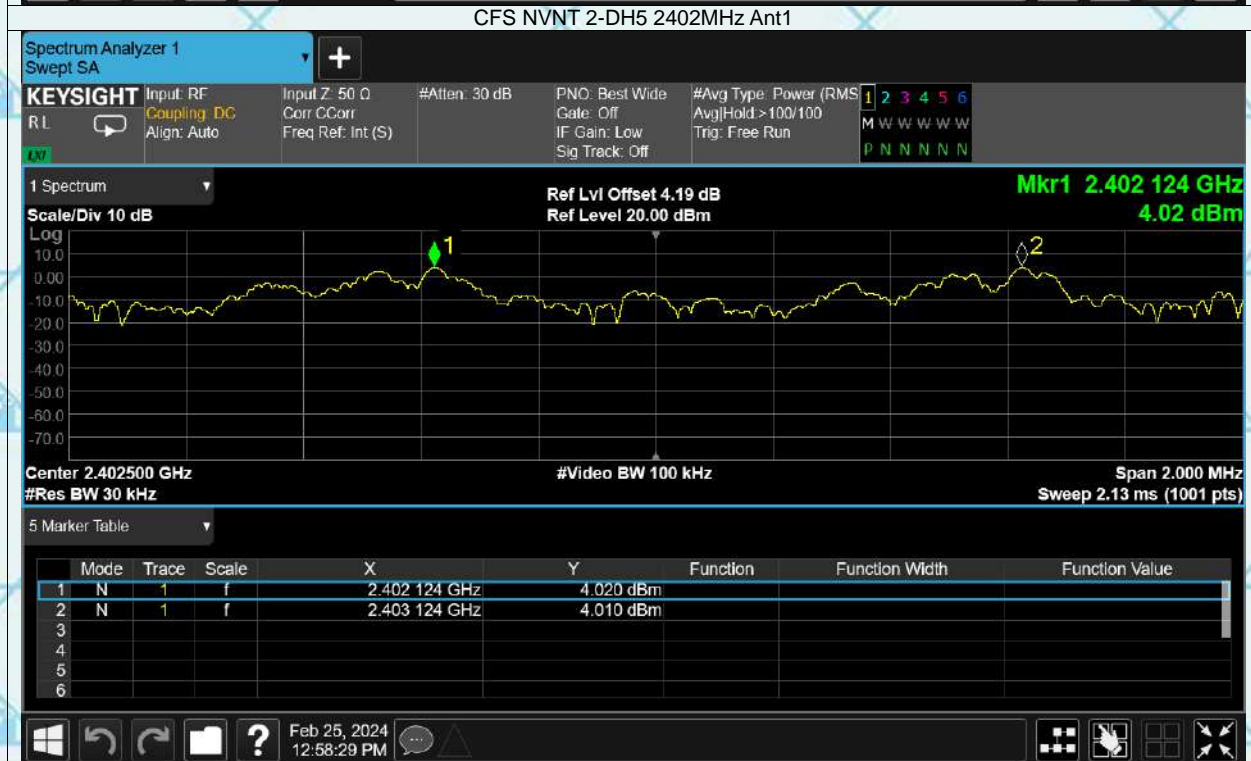 CFS NVNT 2-DH5 2402MHz Ant1
Spectrum Analyzer 1
Swept SA
+
KEYSIGHT
RL
LXI
Input: RF
Coupling: DC
Align: Auto
Input Z: 50 Ω
Corr CCorr
Freq Ref: Int (S)
#Atten: 30 dB
PNO: Best Wide
Gate: Off
IF Gain: Low
Sig Track: Off
#Avg Type: Power (RMS
Avg|Hold:>100/100
Trig: Free Run
1 2 3 4 5 6
M W W W W W
P N N N N N
1 Spectrum
Scale/Div 10 dB
Ref Lvl Offset 4.19 dB
Ref Level 20.00 dBm
Mkr1 2.402 124 GHz
4.02 dBm
Log
10.0
0.00
-10.0
-20.0
-30.0
-40.0
-50.0
-60.0
-70.0
1
2
Center 2.402500 GHz
#Res BW 30 kHz
#Video BW 100 kHz
Span 2.000 MHz
Sweep 2.13 ms (1001 pts)
5 Marker Table
Mode Trace Scale X Y Function Function Width Function Value
1 N 1 f 2.402 124 GHz 4.020 dBm
2 N 1 f 2.403 124 GHz 4.010 dBm
3
4
5
6
?
Feb 25, 2024
12:58:29 PM